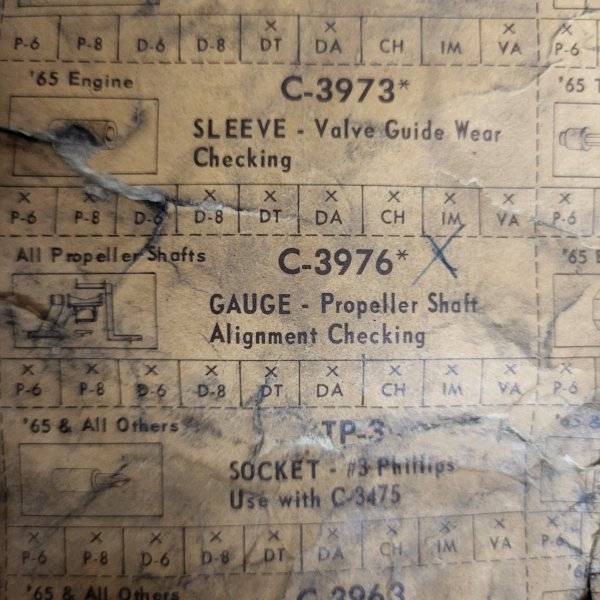 X X X
P-6 P-8 D-6 D-8 DT DA CH IM VA P-6
'65 Engine C-3973* '65
SLEEVE - Valve Guide Wear
Checking
X X X X X X X X X X
P-6 P-8 D-6 D-8 DT DA CH IM VA P-6
All Propeller Shafts C-3976* X '65
GAUGE - Propeller Shaft
Alignment Checking
X X X X X X X X X X
P-6 P-8 D-6 D-8 DT DA CH IM VA P-6
'65 & All Others TP-3
SOCKET - #3 Phillips
Use with C-3475
X X X X X X X X X X
P-6 P-8 D-6 D-8 DT DA CH IM VA P-6
'65 & All Others C-3963